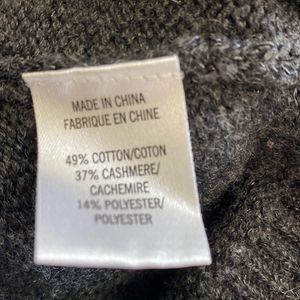 MADE IN CHINA
FABRIQUE EN CHINE
49% COTTON/COTON
37% CASHMERE/
CACHEMIRE
14% POLYESTER/
POLYESTER